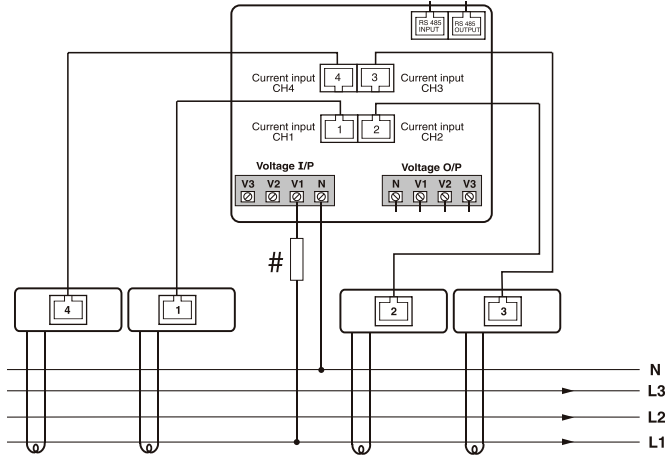 RS 485
INPUT
RS 485
OUTPUT
Current input
CH4
4
3
Current input
CH3
Current input
CH1
1
2
Current input
CH2
Voltage I/P
Voltage O/P
V3 V2 V1 N
N V1 V2 V3
#
4
1
2
3
N
L3
L2
L1